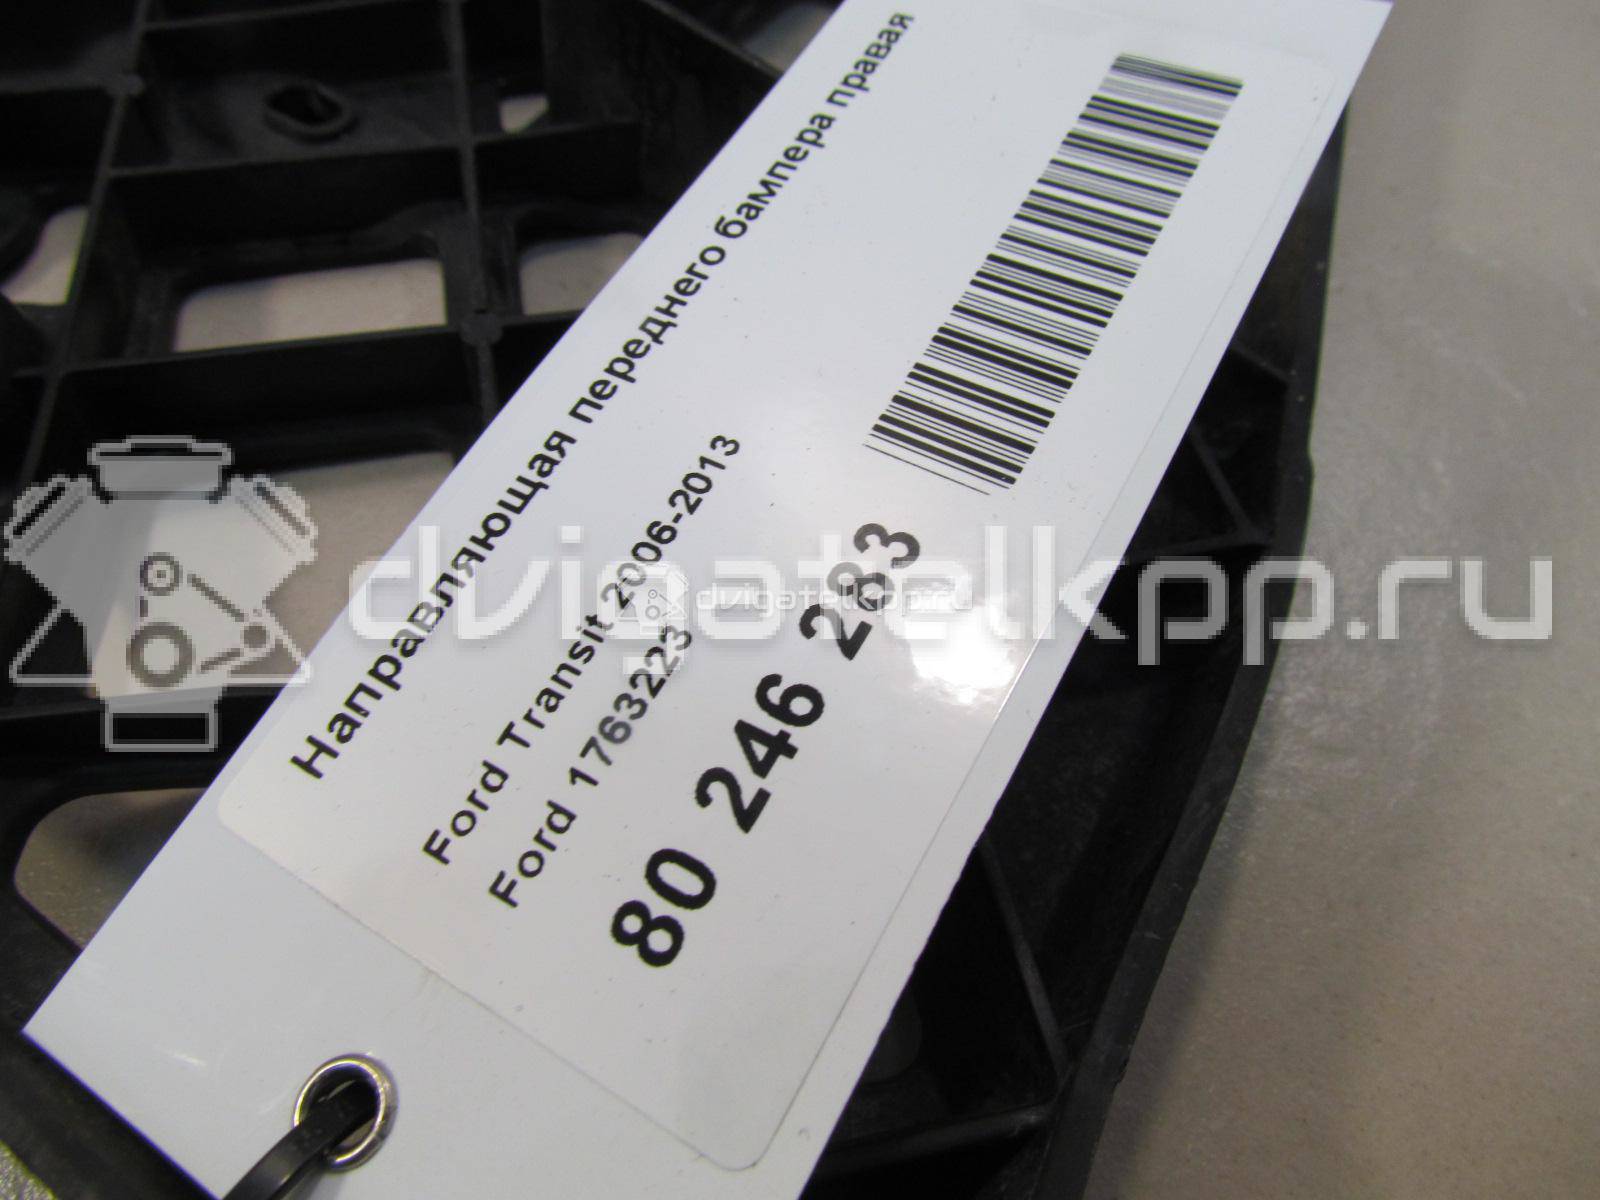 Направляющая переднего бампера правая
Ford Transit 2006-2013
Ford 1763223
80 246 283
dvigatelkpp.ru
dvigatelkpp.ru